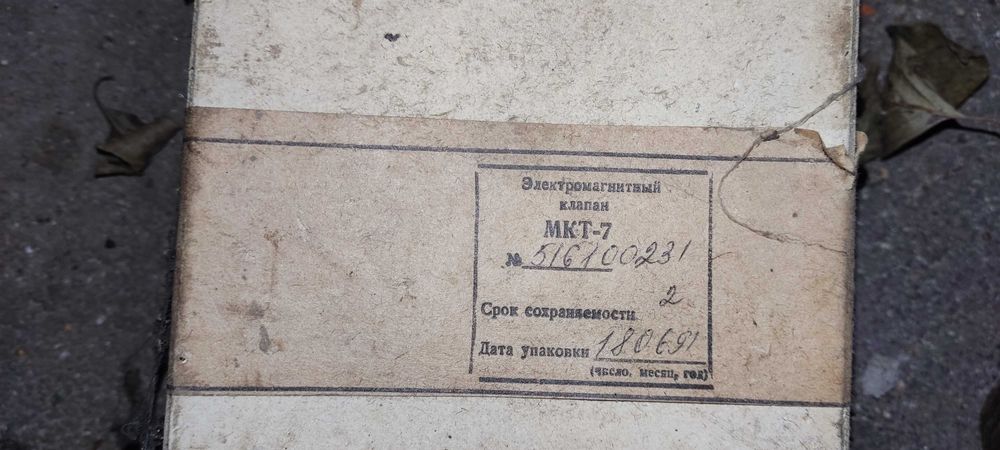 Электромагнитный
клапан
МКТ-7
№ 516100231
Срок сохраняемости 2
Дата упаковки 180691
(число, месяц, год)